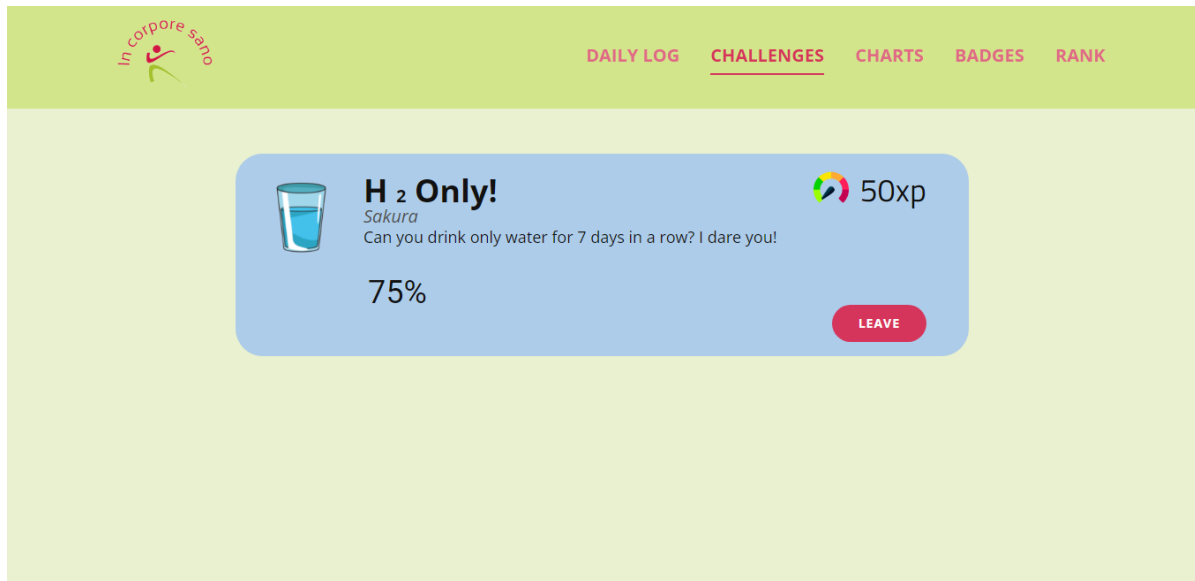 In corpore sano
DAILY LOG CHALLENGES CHARTS BADGES RANK
H 2 Only!
50xp
Sakura
Can you drink only water for 7 days in a row? I dare you!
75%
LEAVE